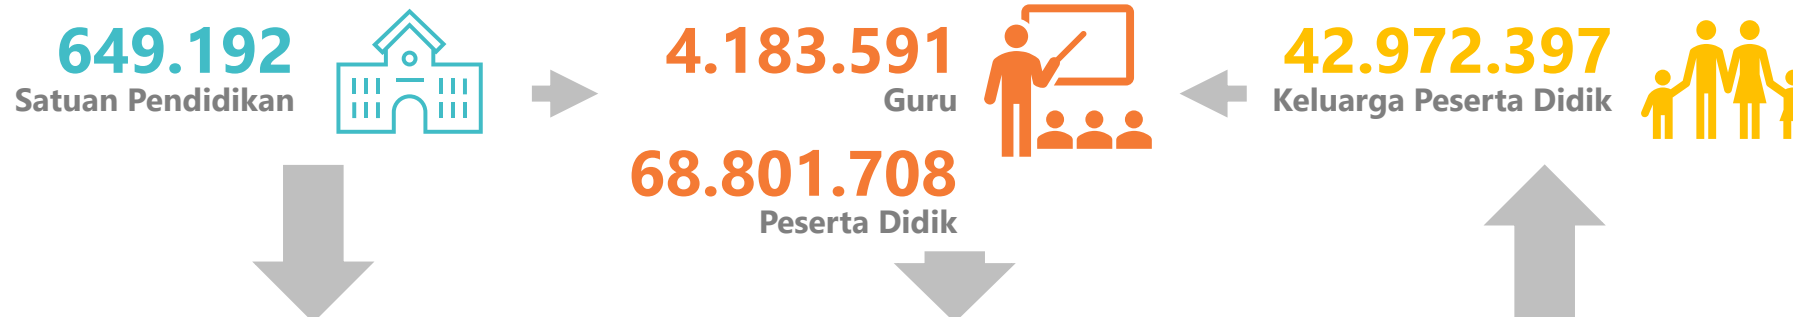 649.192
Satuan Pendidikan
4.183.591
Guru
68.801.708
Peserta Didik
42.972.397
Keluarga Peserta Didik